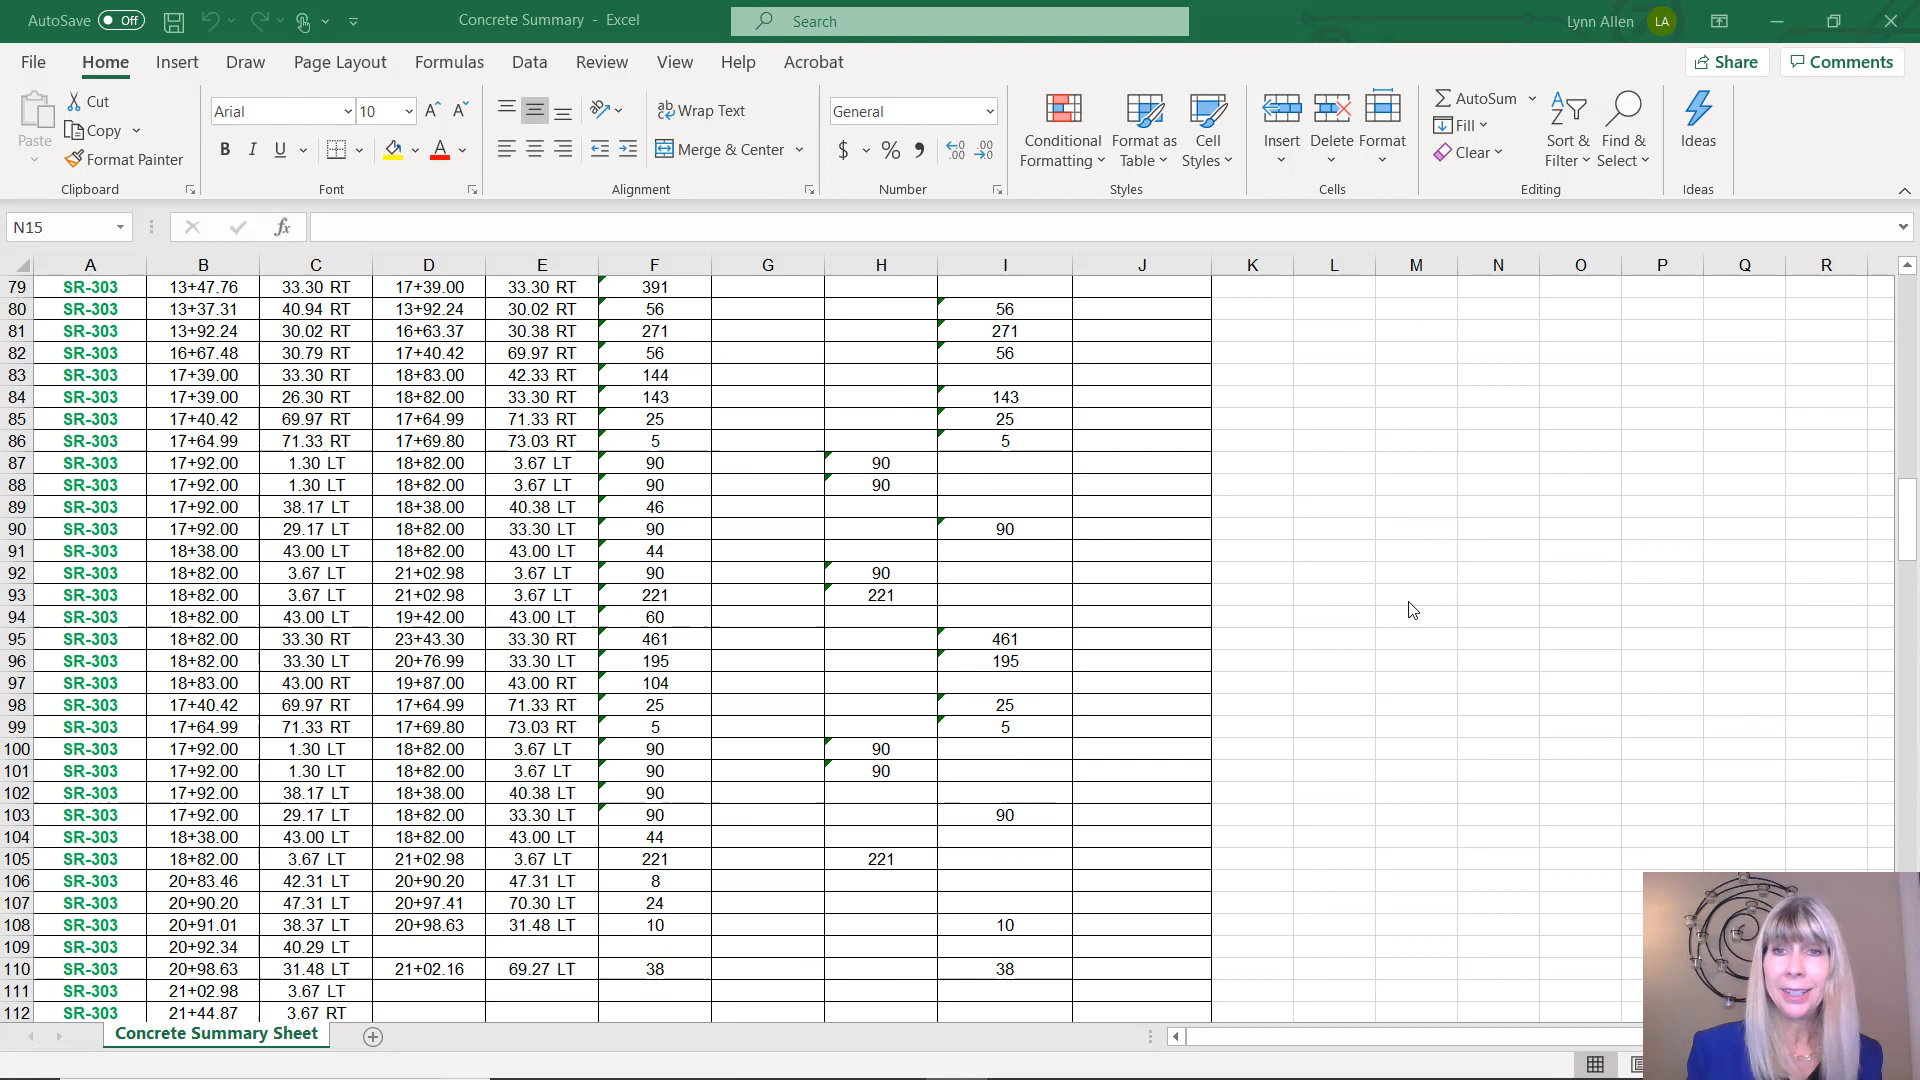 AutoSave Off Concrete Summary - Excel Search Lynn Allen LA
File Home Insert Draw Page Layout Formulas Data Review View Help Acrobat Share Comments
Paste Cut Copy Format Painter Clipboard
Arial 10 B I U A Font
ab Wrap Text Merge & Center Alignment
General $ % , Number
Conditional Formatting Format as Table Cell Styles Styles
Insert Delete Format Cells
AutoSum Fill Clear Sort & Filter Find & Select Editing
Ideas Ideas
N15 fx
A B C D E F G H I J K L M N O P Q R
79 SR-303 13+47.76 33.30 RT 17+39.00 33.30 RT 391
80 SR-303 13+37.31 40.94 RT 13+92.24 30.02 RT 56 56
81 SR-303 13+92.24 30.02 RT 16+63.37 30.38 RT 271 271
82 SR-303 16+67.48 30.79 RT 17+40.42 69.97 RT 56 56
83 SR-303 17+39.00 33.30 RT 18+83.00 42.33 RT 144
84 SR-303 17+39.00 26.30 RT 18+82.00 33.30 RT 143 143
85 SR-303 17+40.42 69.97 RT 17+64.99 71.33 RT 25 25
86 SR-303 17+64.99 71.33 RT 17+69.80 73.03 RT 5 5
87 SR-303 17+92.00 1.30 LT 18+82.00 3.67 LT 90 90
88 SR-303 17+92.00 1.30 LT 18+82.00 3.67 LT 90 90
89 SR-303 17+92.00 38.17 LT 18+38.00 40.38 LT 46
90 SR-303 17+92.00 29.17 LT 18+82.00 33.30 LT 90 90
91 SR-303 18+38.00 43.00 LT 18+82.00 43.00 LT 44
92 SR-303 18+82.00 3.67 LT 21+02.98 3.67 LT 90 90
93 SR-303 18+82.00 3.67 LT 21+02.98 3.67 LT 221 221
94 SR-303 18+82.00 43.00 LT 19+42.00 43.00 LT 60
95 SR-303 18+82.00 33.30 RT 23+43.30 33.30 RT 461 461
96 SR-303 18+82.00 33.30 LT 20+76.99 33.30 LT 195 195
97 SR-303 18+83.00 43.00 RT 19+87.00 43.00 RT 104
98 SR-303 17+40.42 69.97 RT 17+64.99 71.33 RT 25 25
99 SR-303 17+64.99 71.33 RT 17+69.80 73.03 RT 5 5
100 SR-303 17+92.00 1.30 LT 18+82.00 3.67 LT 90 90
101 SR-303 17+92.00 1.30 LT 18+82.00 3.67 LT 90 90
102 SR-303 17+92.00 38.17 LT 18+38.00 40.38 LT 90
103 SR-303 17+92.00 29.17 LT 18+82.00 33.30 LT 90 90
104 SR-303 18+38.00 43.00 LT 18+82.00 43.00 LT 44
105 SR-303 18+82.00 3.67 LT 21+02.98 3.67 LT 221 221
106 SR-303 20+83.46 42.31 LT 20+90.20 47.31 LT 8
107 SR-303 20+90.20 47.31 LT 20+97.41 70.30 LT 24
108 SR-303 20+91.01 38.37 LT 20+98.63 31.48 LT 10 10
109 SR-303 20+92.34 40.29 LT
110 SR-303 20+98.63 31.48 LT 21+02.16 69.27 LT 38 38
111 SR-303 21+02.98 3.67 LT
112 SR-303 21+44.87 3.67 RT
Concrete Summary Sheet